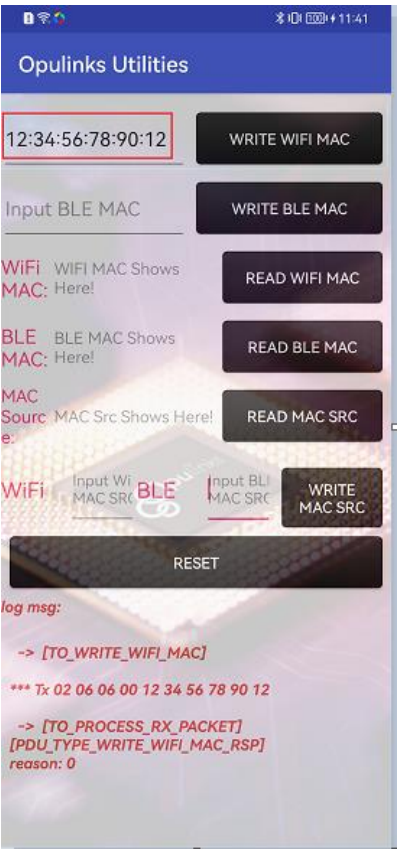 100 11:41
Opulinks Utilities
12:34:56:78:90:12 WRITE WIFI MAC
Input BLE MAC WRITE BLE MAC
WiFi WIFI MAC Shows
MAC: Here! READ WIFI MAC
BLE BLE MAC Shows
MAC: Here! READ BLE MAC
MAC
Sourc MAC Src Shows Here! READ MAC SRC
e:
WiFi Input Wi BLE Input BLI WRITE
MAC SRC MAC SRC MAC SRC
RESET
log msg:
-> [TO_WRITE_WIFI_MAC]
*** Tx 02 06 06 00 12 34 56 78 90 12
-> [TO_PROCESS_RX_PACKET]
[PDU_TYPE_WRITE_WIFI_MAC_RSP]
reason: 0